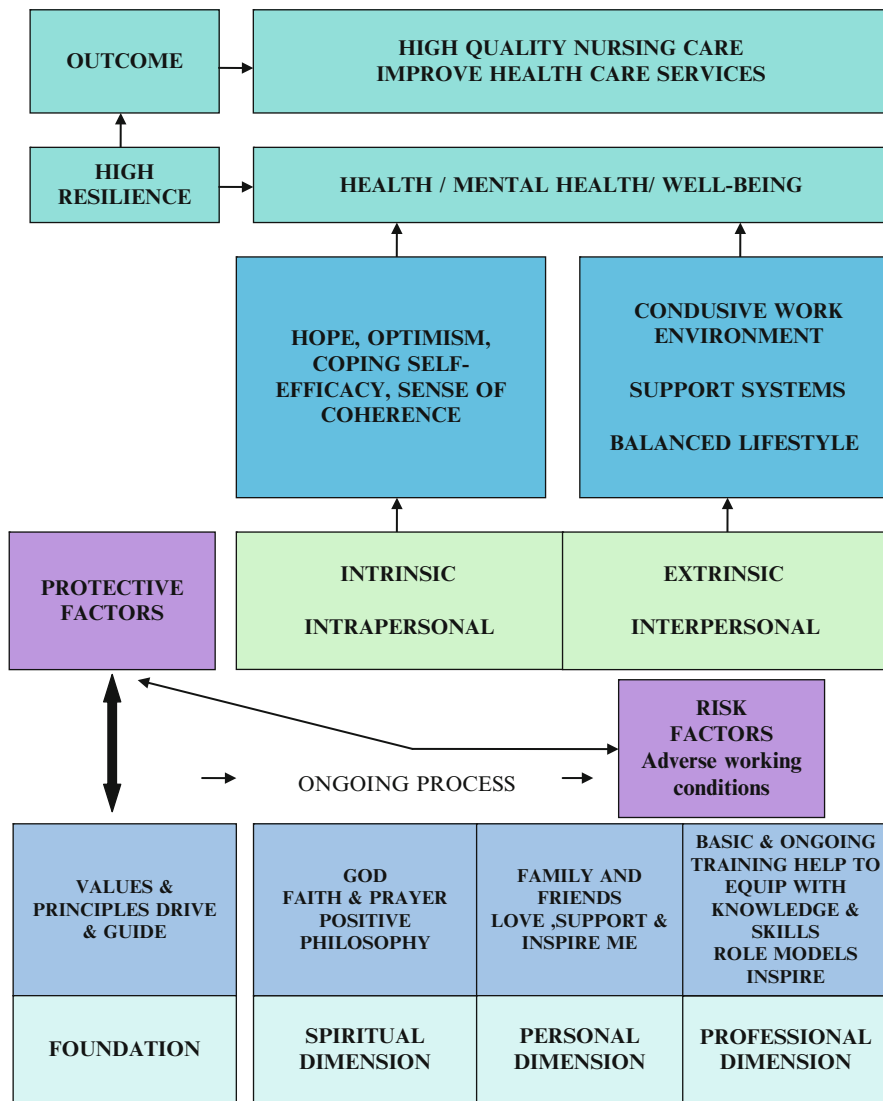 OUTCOME
HIGH QUALITY NURSING CARE
IMPROVE HEALTH CARE SERVICES
HIGH
RESILIENCE
HEALTH / MENTAL HEALTH/ WELL-BEING
HOPE, OPTIMISM,
COPING SELF-
EFFICACY, SENSE OF
COHERENCE
CONDUSIVE WORK
ENVIRONMENT
SUPPORT SYSTEMS
BALANCED LIFESTYLE
PROTECTIVE
FACTORS
INTRINSIC
INTRAPERSONAL
EXTRINSIC
INTERPERSONAL
RISK
FACTORS
Adverse working
conditions
ONGOING PROCESS
VALUES &
PRINCIPLES DRIVE
& GUIDE
GOD
FAITH & PRAYER
POSITIVE
PHILOSOPHY
FAMILY AND
FRIENDS
LOVE ,SUPPORT &
INSPIRE ME
BASIC & ONGOING
TRAINING HELP TO
EQUIP WITH
KNOWLEDGE &
SKILLS
ROLE MODELS
INSPIRE
FOUNDATION
SPIRITUAL
DIMENSION
PERSONAL
DIMENSION
PROFESSIONAL
DIMENSION